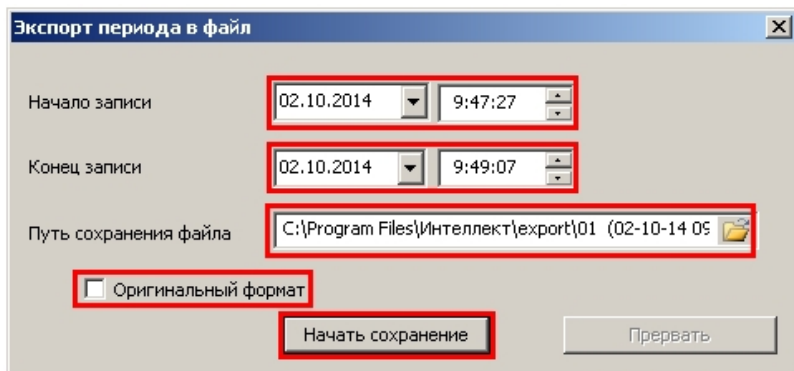 Экспорт периода в файл
Начало записи 02.10.2014 9:47:27
Конец записи 02.10.2014 9:49:07
Путь сохранения файла C:\Program Files\Интеллект\export\01 (02-10-14 09
Оригинальный формат
Начать сохранение Прервать